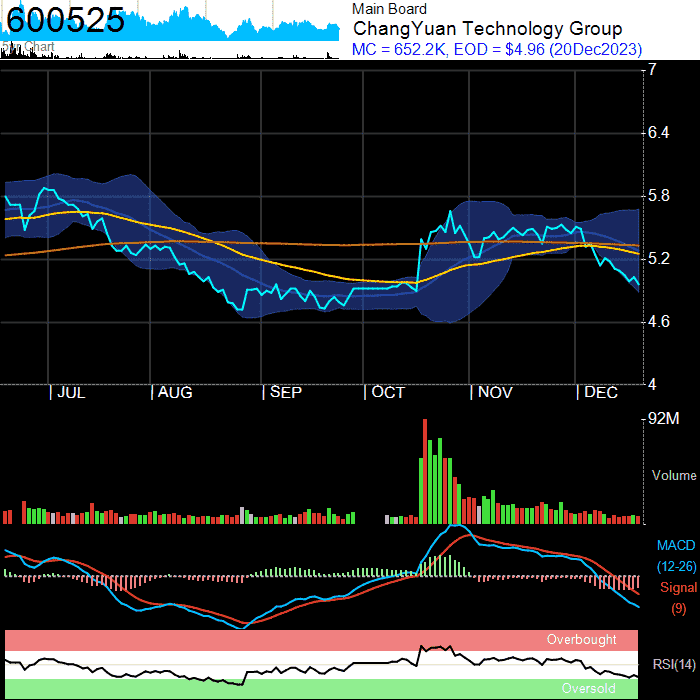 600525
Main Board
ChangYuan Technology Group
MC = 652.2K, EOD = $4.96 (20Dec2023)
Chart
7
6.4
5.8
5.2
4.6
4
JUL AUG SEP OCT NOV DEC
92M
Volume
MACD
(12-26)
Signal
(9)
Overbought
RSI(14)
Oversold